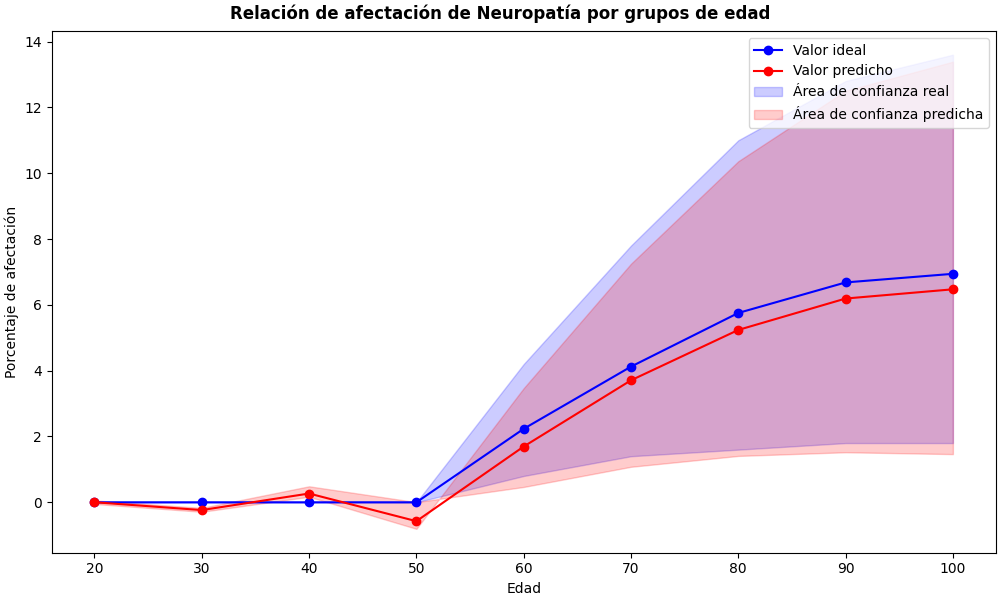 Relación de afectación de Neuropatía por grupos de edad
14
12
10
8
6
4
2
0
Porcentaje de afectación
Valor ideal
Valor predicho
Área de confianza real
Área de confianza predicha
20 30 40 50 60 70 80 90 100
Edad